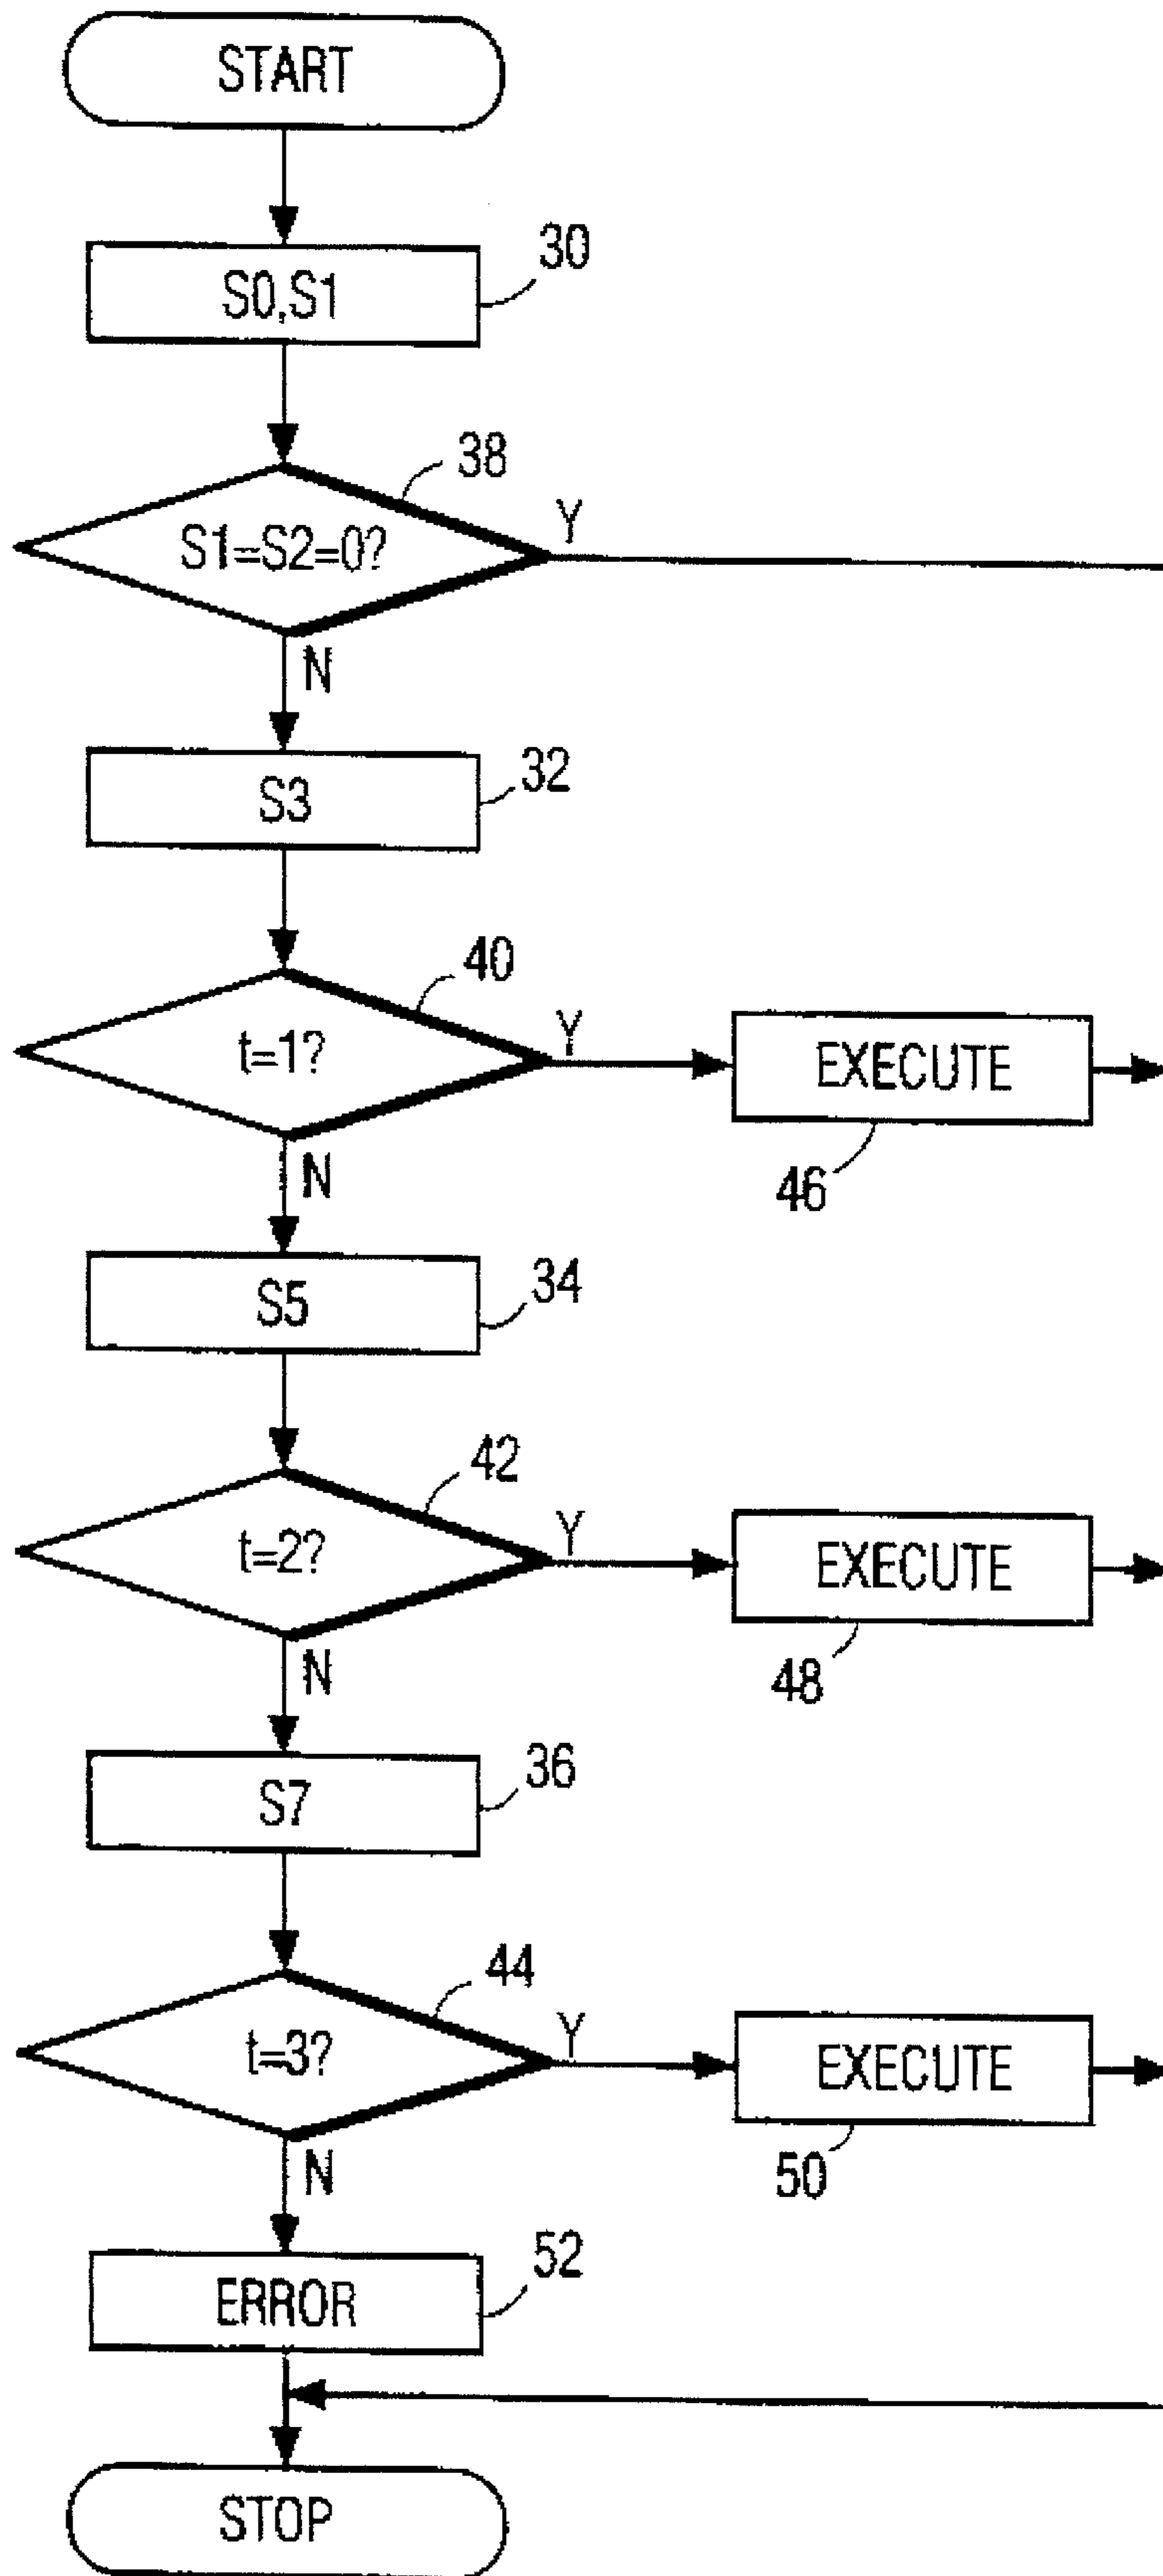 START
30
S0,S1
38
S1=S2=0?
Y
N
32
S3
40
t=1?
Y
EXECUTE
46
N
34
S5
42
t=2?
Y
EXECUTE
48
N
36
S7
44
t=3?
Y
EXECUTE
50
N
52
ERROR
STOP